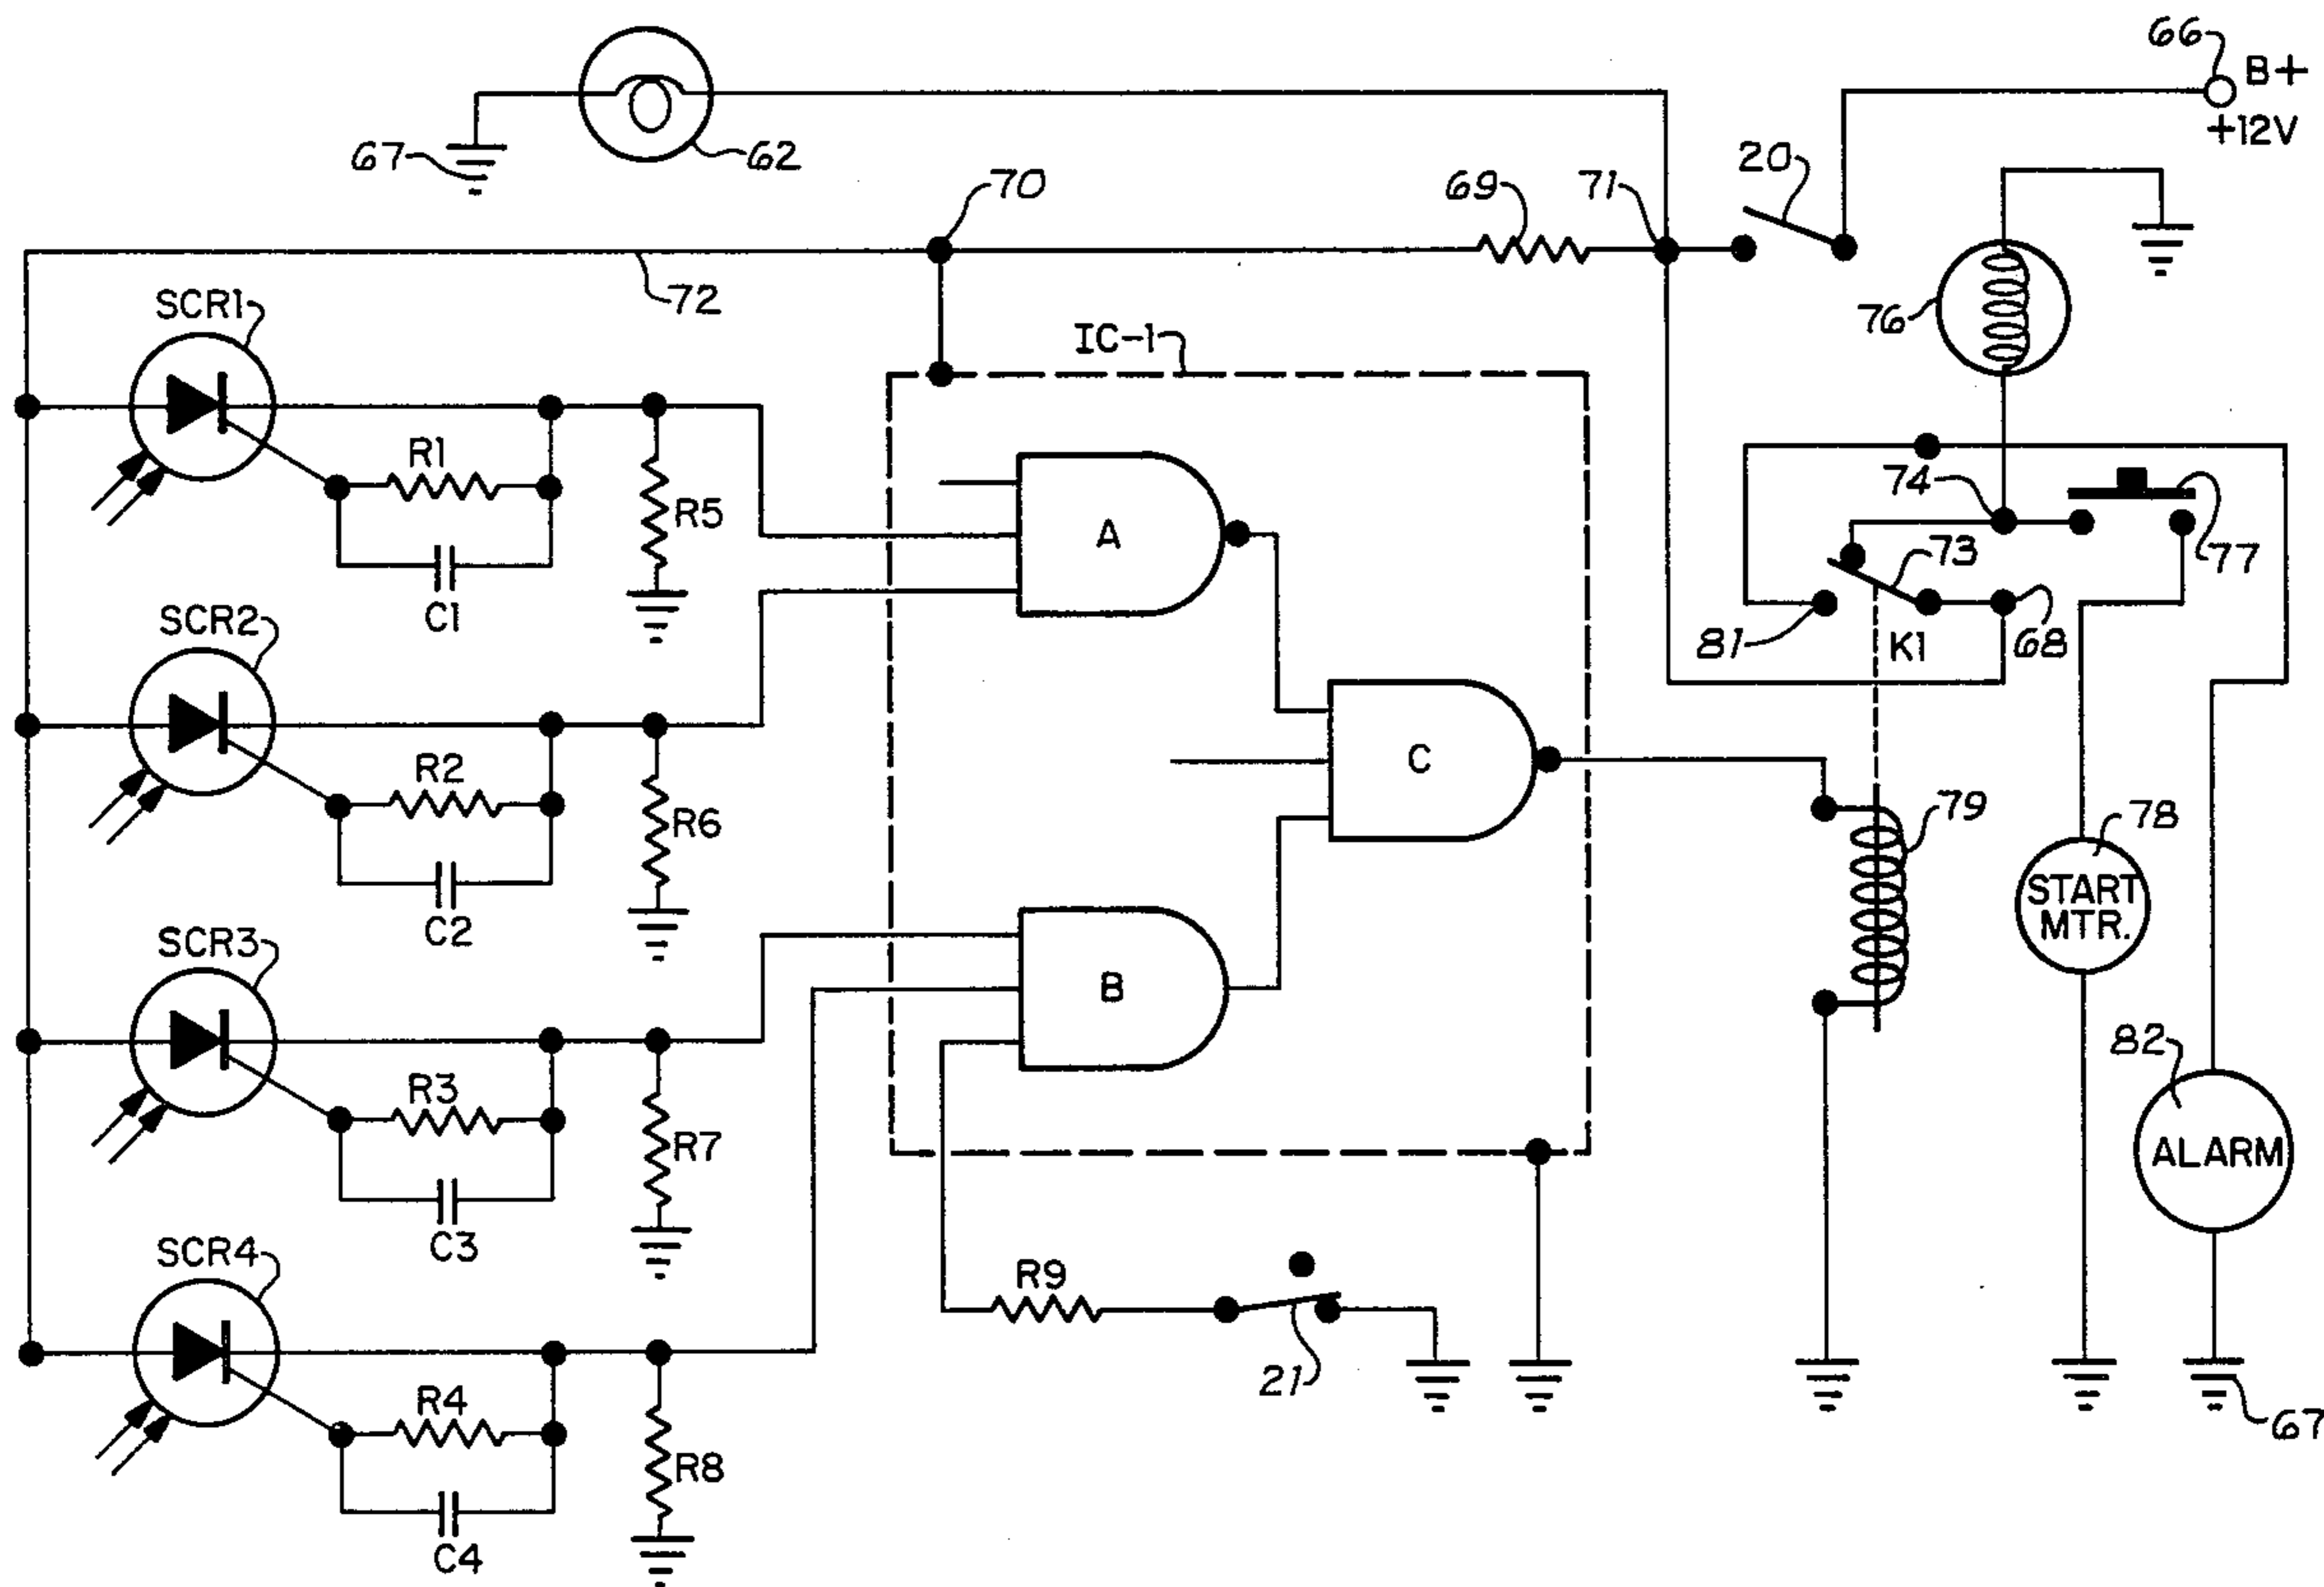 66
B+
+12V
67
62
20
70
69
71
72
76
SCR1
IC-1
R1
74
A
R5
77
73
C1
81
K1
68
SCR2
R2
C
79
78
R6
START
MTR.
C2
SCR3
B
82
R3
R7
ALARM
C3
SCR4
R9
21
R4
67
R8
C4